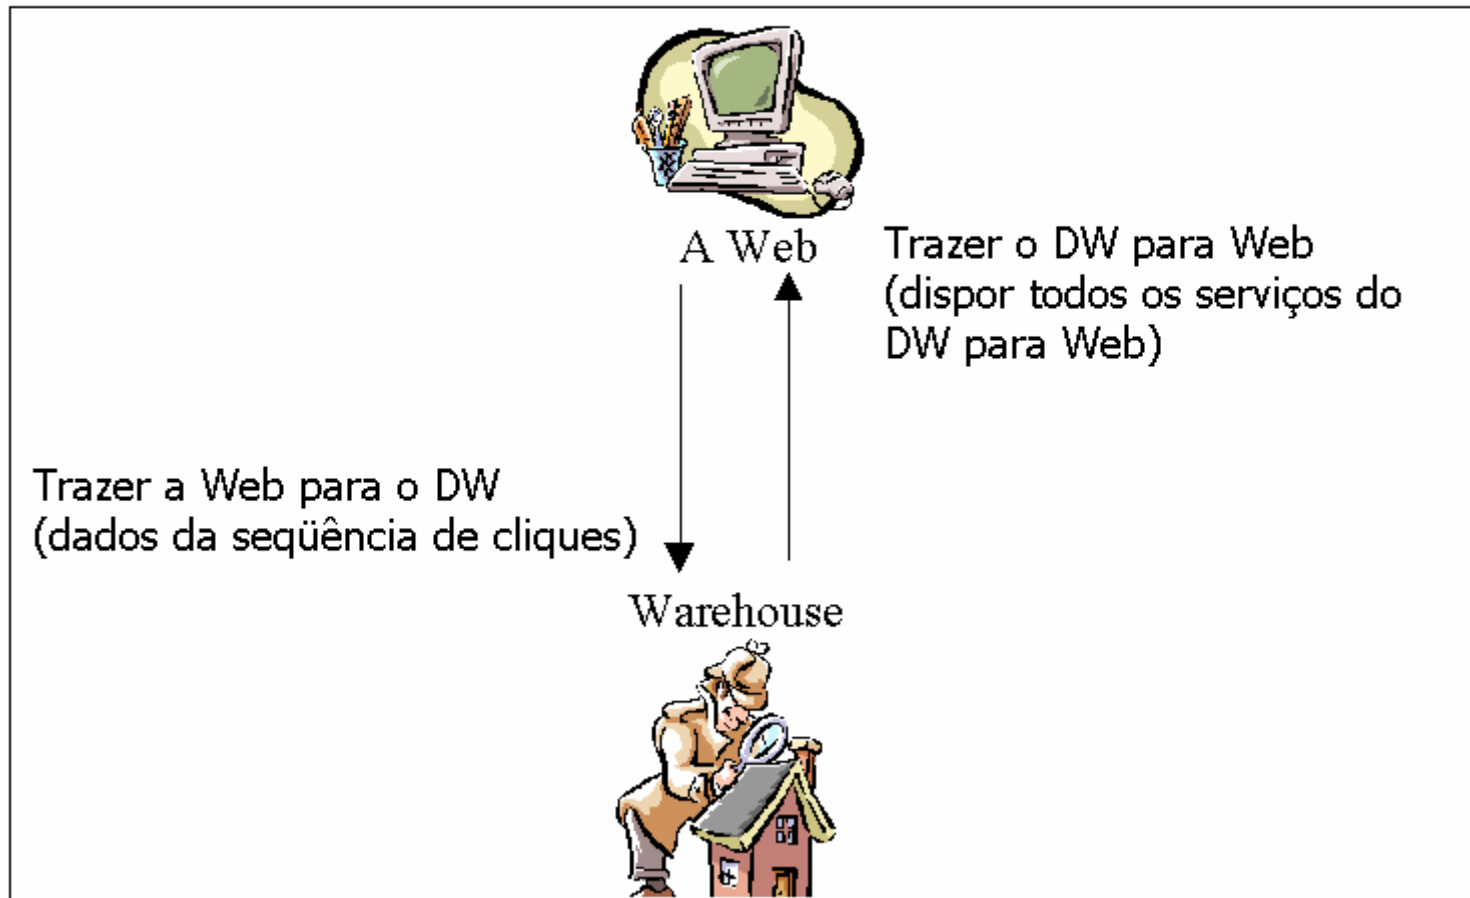 A Web
Trazer o DW para Web
(dispor todos os serviços do
DW para Web)
Trazer a Web para o DW
(dados da seqüência de cliques)
Warehouse